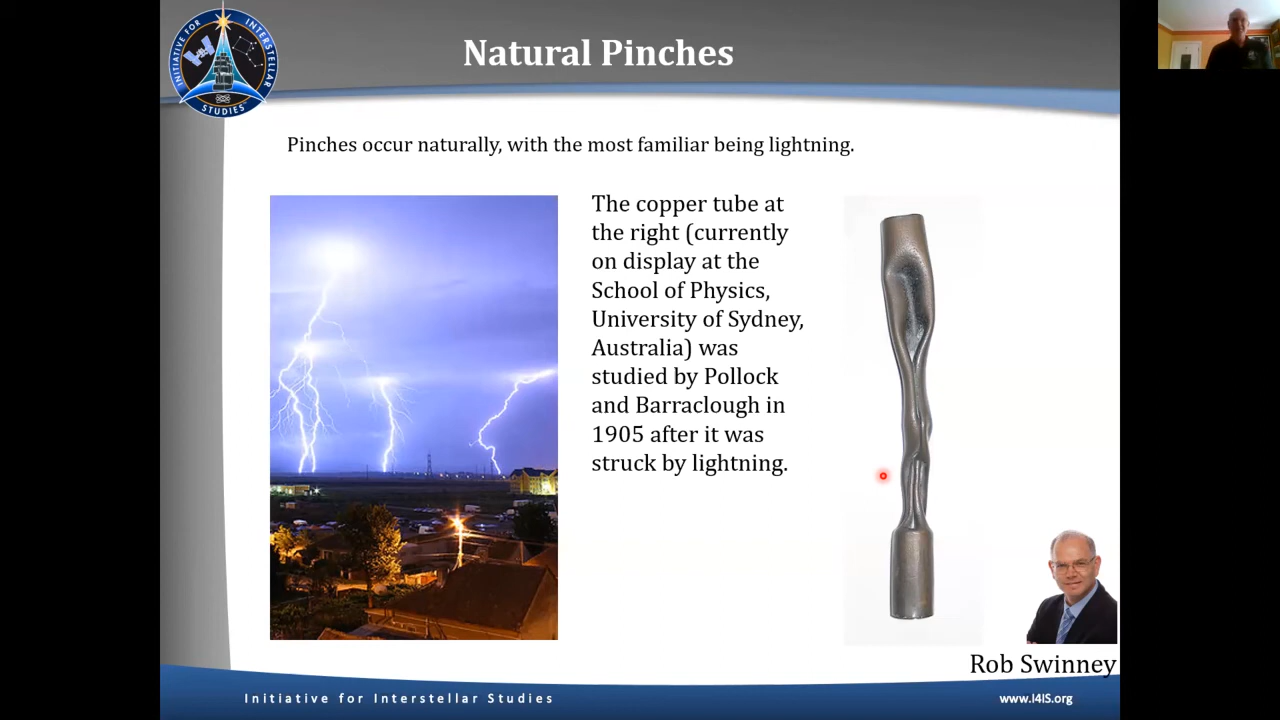 INITIATIVE FOR INTERSTELLAR
STUDIES
Natural Pinches
Pinches occur naturally, with the most familiar being lightning.
The copper tube at
the right (currently
on display at the
School of Physics,
University of Sydney,
Australia) was
studied by Pollock
and Barraclough in
1905 after it was
struck by lightning.
Rob Swinney
Initiative for Interstellar Studies
www.I4IS.org